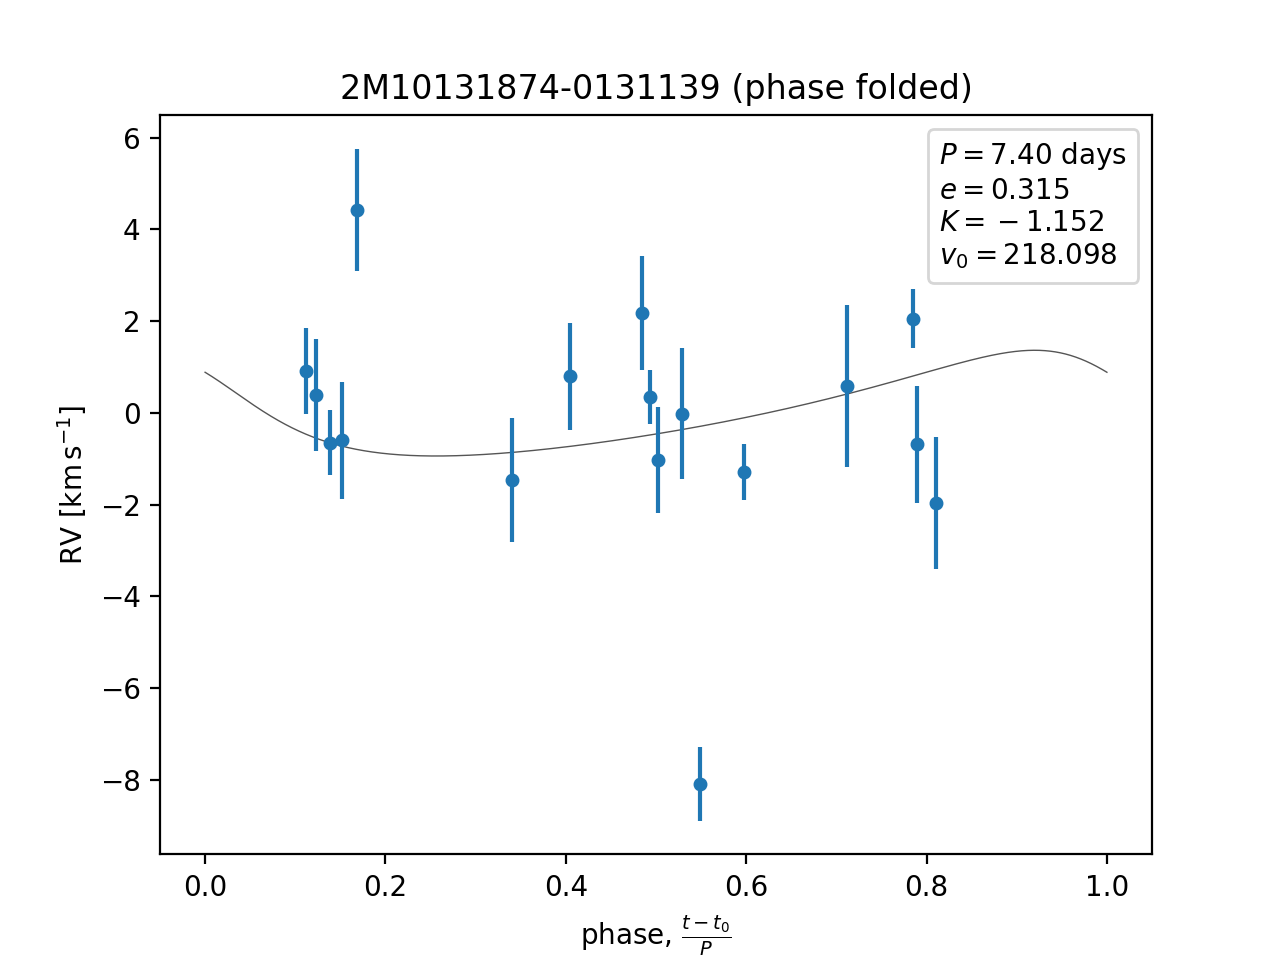 2M10131874-0131139 (phase folded)
P = 7.40 days
e = 0.315
K = −1.152
v₀ = 218.098
6
4
2
0
−2
−4
−6
−8
RV [km s⁻¹]
0.0 0.2 0.4 0.6 0.8 1.0
phase, (t − t₀)/P